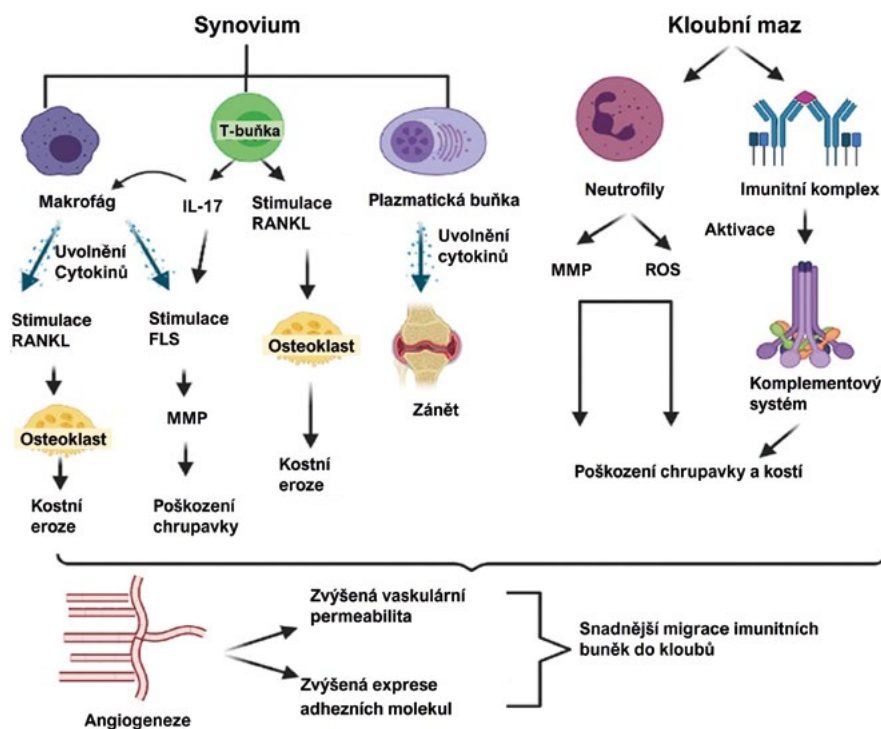 Synovium
Kloubní maz
T-buňka
Makrofág
IL-17
Stimulace
RANKL
Plazmatická buňka
Neutrofily
Imunitní komplex
Uvolnění
Cytokinů
Uvolnění
cytokinů
Aktivace
MMP
ROS
Stimulace
RANKL
Stimulace
FLS
Osteoklast
Zánět
Komplementový
systém
Osteoklast
MMP
Kostní
eroze
Poškození chrupavky a kostí
Kostní
eroze
Poškození
chrupavky
Zvýšená vaskulární
permeabilita
Snadnější migrace imunitních
buněk do kloubů
Zvýšená exprese
adhezních molekul
Angiogeneze